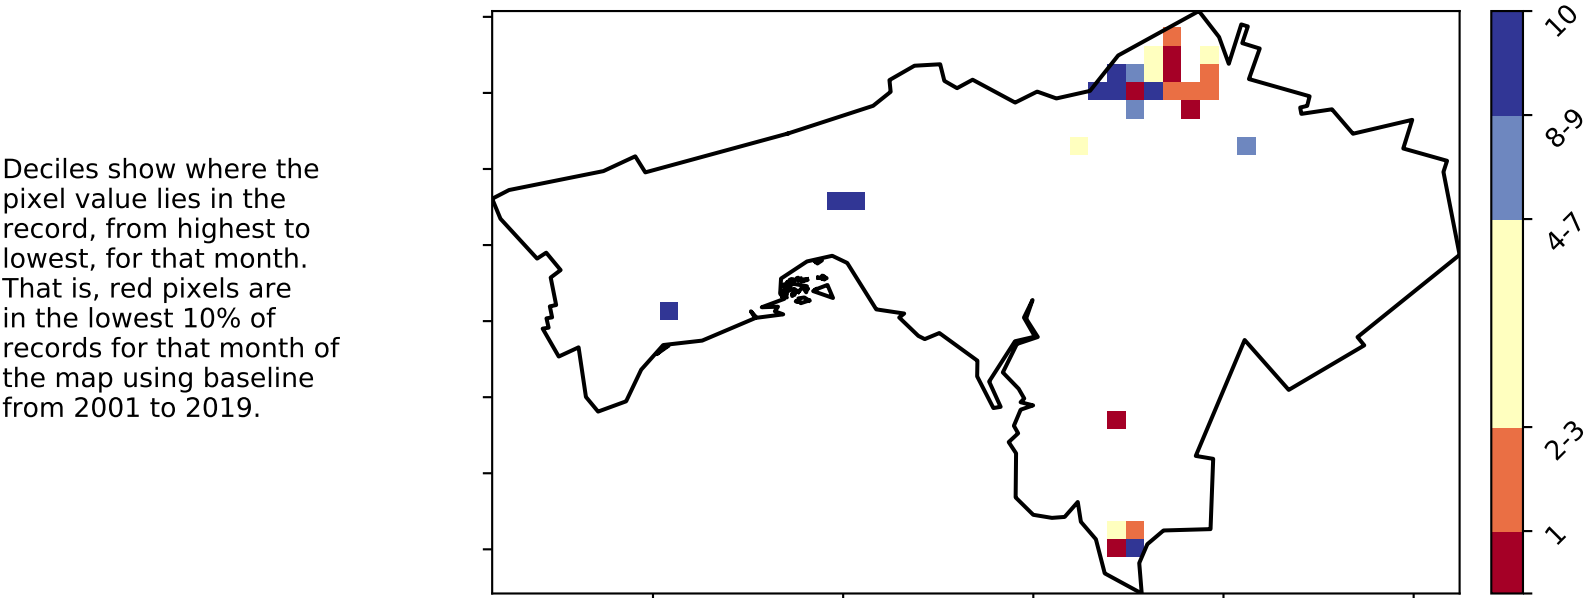 Deciles show where the
pixel value lies in the
record, from highest to
lowest, for that month.
That is, red pixels are
in the lowest 10% of
records for that month of
the map using baseline
from 2001 to 2019.
10
8-9
4-7
2-3
1